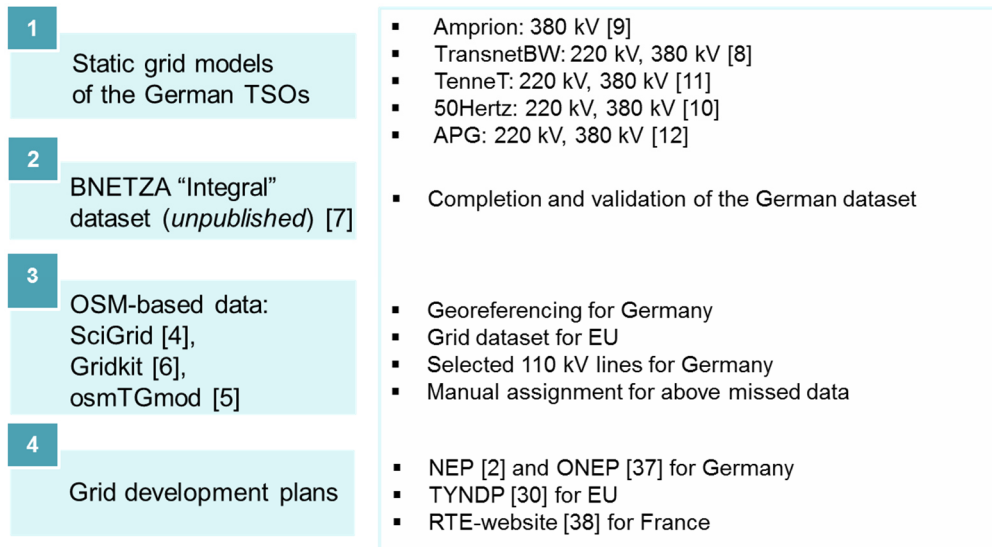 1
Static grid models
of the German TSOs
▪ Amprion: 380 kV [9]
▪ TransnetBW: 220 kV, 380 kV [8]
▪ TenneT: 220 kV, 380 kV [11]
▪ 50Hertz: 220 kV, 380 kV [10]
▪ APG: 220 kV, 380 kV [12]
2
BNETZA “Integral”
dataset (unpublished) [7]
▪ Completion and validation of the German dataset
3
OSM-based data:
SciGrid [4],
Gridkit [6],
osmTGmod [5]
▪ Georeferencing for Germany
▪ Grid dataset for EU
▪ Selected 110 kV lines for Germany
▪ Manual assignment for above missed data
4
Grid development plans
▪ NEP [2] and ONEP [37] for Germany
▪ TYNDP [30] for EU
▪ RTE-website [38] for France